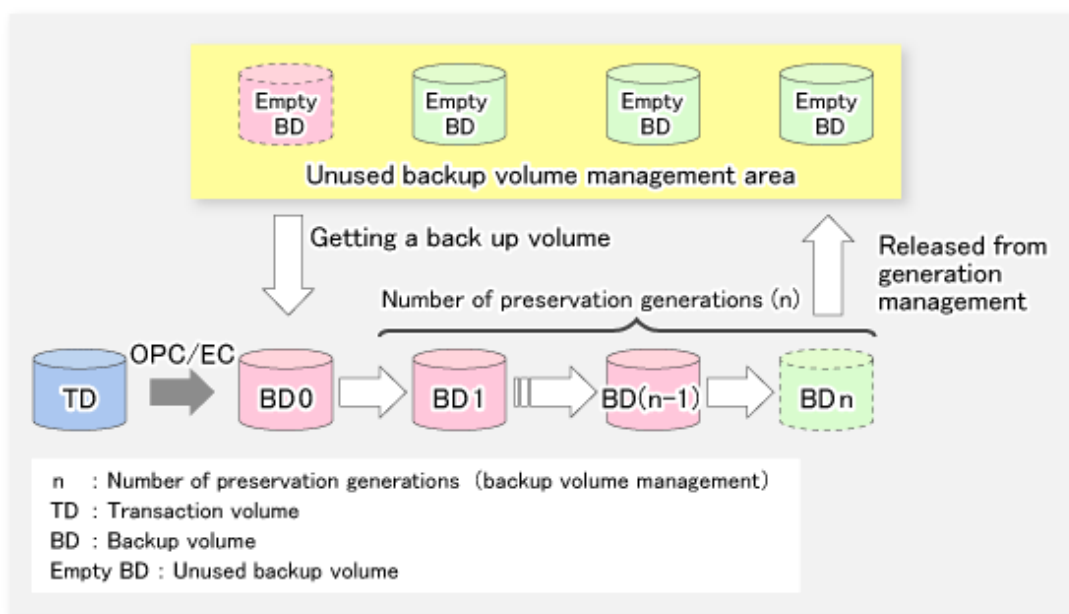 Empty
BD
Empty
BD
Empty
BD
Empty
BD
Unused backup volume management area
Getting a back up volume
Released from
generation
management
Number of preservation generations (n)
OPC/EC
TD
BD0
BD1
BD(n-1)
BDn
n : Number of preservation generations (backup volume management)
TD : Transaction volume
BD : Backup volume
Empty BD : Unused backup volume